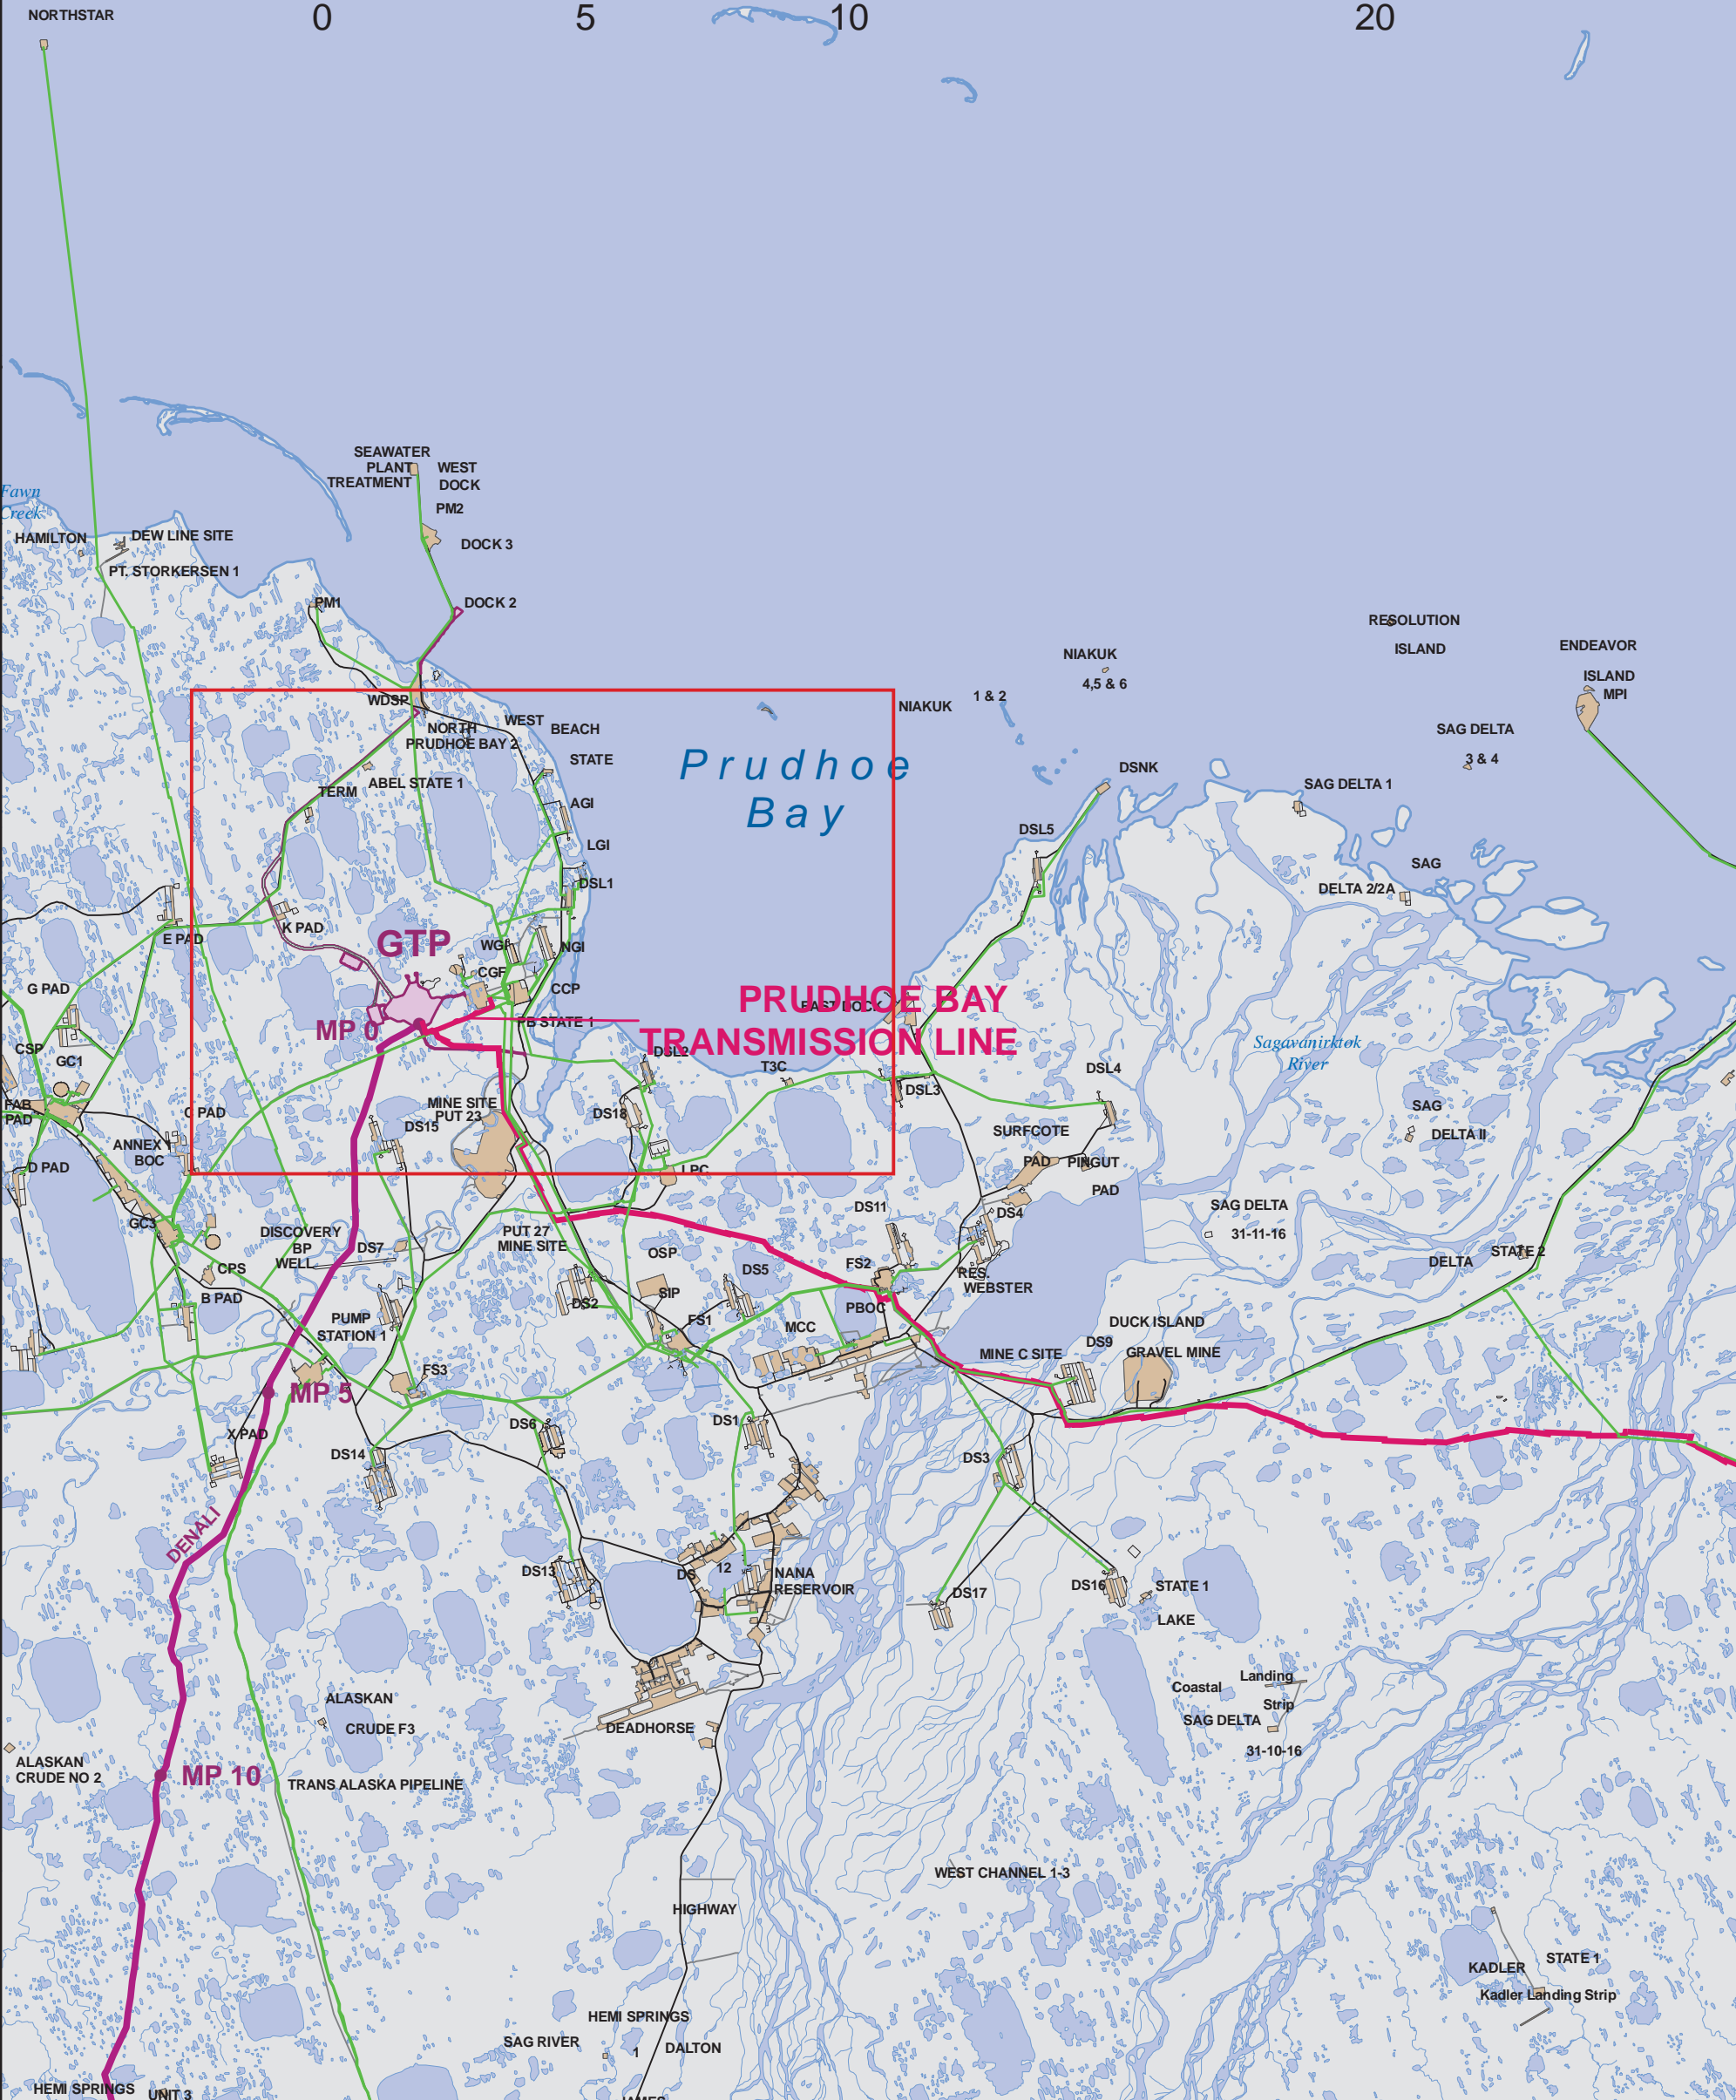 NORTHSTAR
0 5 10 20
SEAWATER
PLANT
TREATMENT
WEST
DOCK
PM2
DOCK 3
DOCK 2
Fawn
Creek
HAMILTON
DEW LINE SITE
PT. STORKERSEN 1
PM1
RESOLUTION
ISLAND
ENDEAVOR
ISLAND
MPI
NIAKUK
4,5 & 6
NIAKUK
1 & 2
SAG DELTA
3 & 4
WDSP
NORTH
PRUDHOE BAY 2
WEST
BEACH
STATE
Prudhoe
Bay
DSNK
SAG DELTA 1
TERM
ABEL STATE 1
AGI
LGI
DSL1
DSL5
SAG
DELTA 2/2A
E PAD
K PAD
GTP
WGI
NGI
CGF
CCP
G PAD
MP 0
PB STATE 1
PRUDHOE BAY
TRANSMISSION LINE
EAST DOCK
Sagavanirktok
River
CSP
GC1
DSL2
T3C
DSL3
DSL4
FAB
PAD
C PAD
MINE SITE
PUT 23
DS15
DS18
SURFCOTE
PAD
PINGUT
PAD
SAG
DELTA II
ANNEX
BOC
D PAD
LPC
GC3
DISCOVERY
BP
WELL
DS7
PUT 27
MINE SITE
DS11
DS4
SAG DELTA
31-11-16
OSP
DS5
FS2
RES.
WEBSTER
DELTA
STATE 2
CPS
B PAD
DS2
SIP
PBOC
PUMP
STATION 1
FS1
MCC
DUCK ISLAND
GRAVEL MINE
DS9
MINE C SITE
FS3
MP 5
X PAD
DS14
DS6
DS1
DS3
DENALI
DS13
DS
12
NANA
RESERVOIR
DS17
DS16
STATE 1
LAKE
ALASKAN
CRUDE F3
DEADHORSE
Landing
Coastal
Strip
SAG DELTA
31-10-16
ALASKAN
CRUDE NO 2
MP 10
TRANS ALASKA PIPELINE
WEST CHANNEL 1-3
HIGHWAY
KADLER
STATE 1
Kadler Landing Strip
HEMI SPRINGS
SAG RIVER
1
DALTON
HEMI SPRINGS
UNIT 3
JAMES